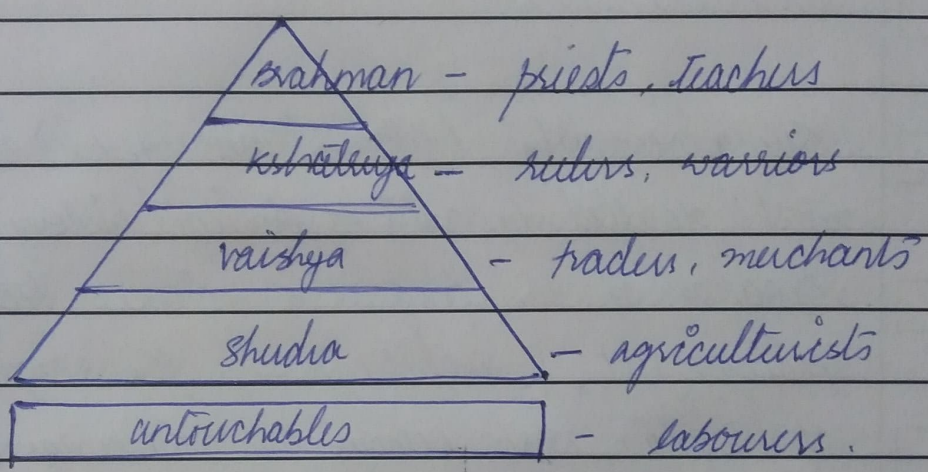 Brahman - priests, teachers
kshatriya - rulers, warriors
vaishya - traders, merchants
shudra - agriculturists
untouchables - labourers.